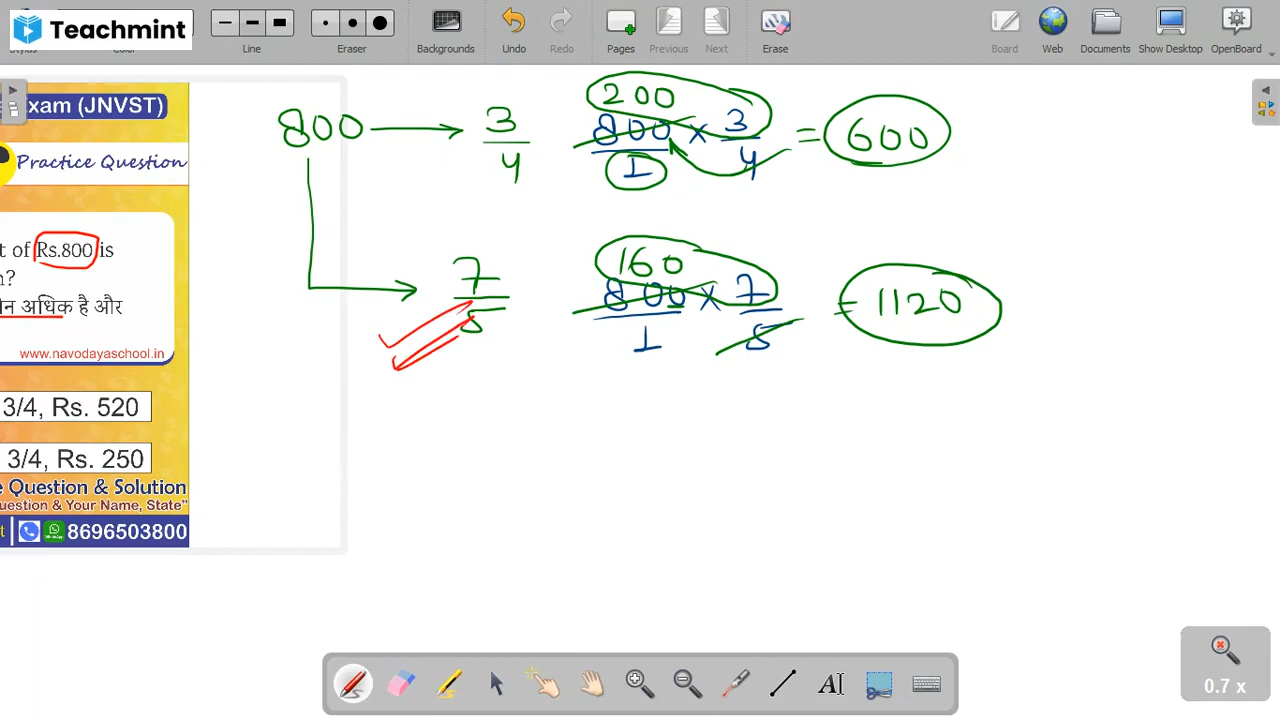 Teachmint
Color
Line
Eraser
Backgrounds
Undo
Redo
Pages
Previous
Next
Erase
Board
Web
Documents
Show Desktop
OpenBoard
xam (JNVST)
Practice Question
t of Rs.800 is
n?
अधिक है और
www.navodayaschool.in
3/4, Rs. 520
3/4, Rs. 250
e Question & Solution
uestion & Your Name, State"
8696503800
800 → 3/4 200 800/1 × 3/4 = 600
7/5 160 800/1 × 7/5 = 1120
0.7 x